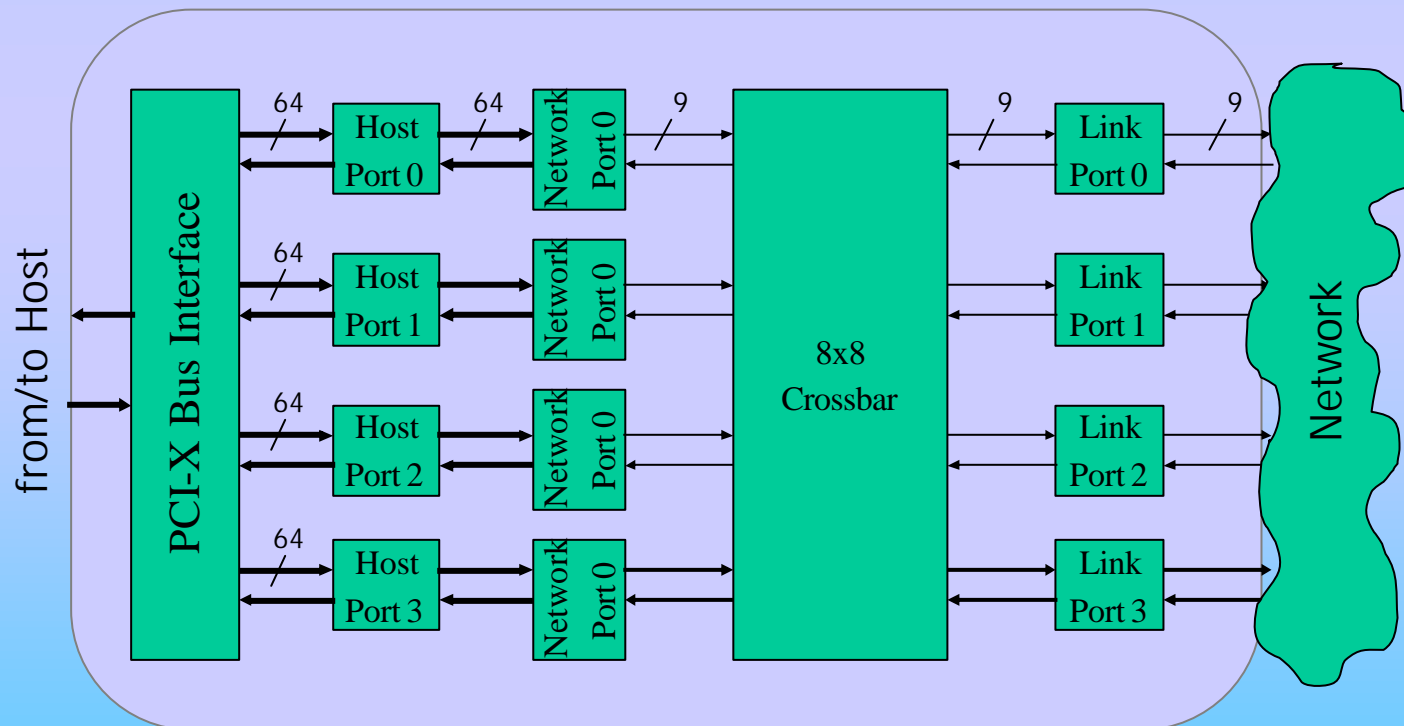 from/to Host
PCI-X Bus Interface
64
Host
Port 0
64
Network
Port 0
9
8x8
Crossbar
9
Link
Port 0
9
Network
64
Host
Port 1
Network
Port 0
Link
Port 1
64
Host
Port 2
Network
Port 0
Link
Port 2
64
Host
Port 3
Network
Port 0
Link
Port 3